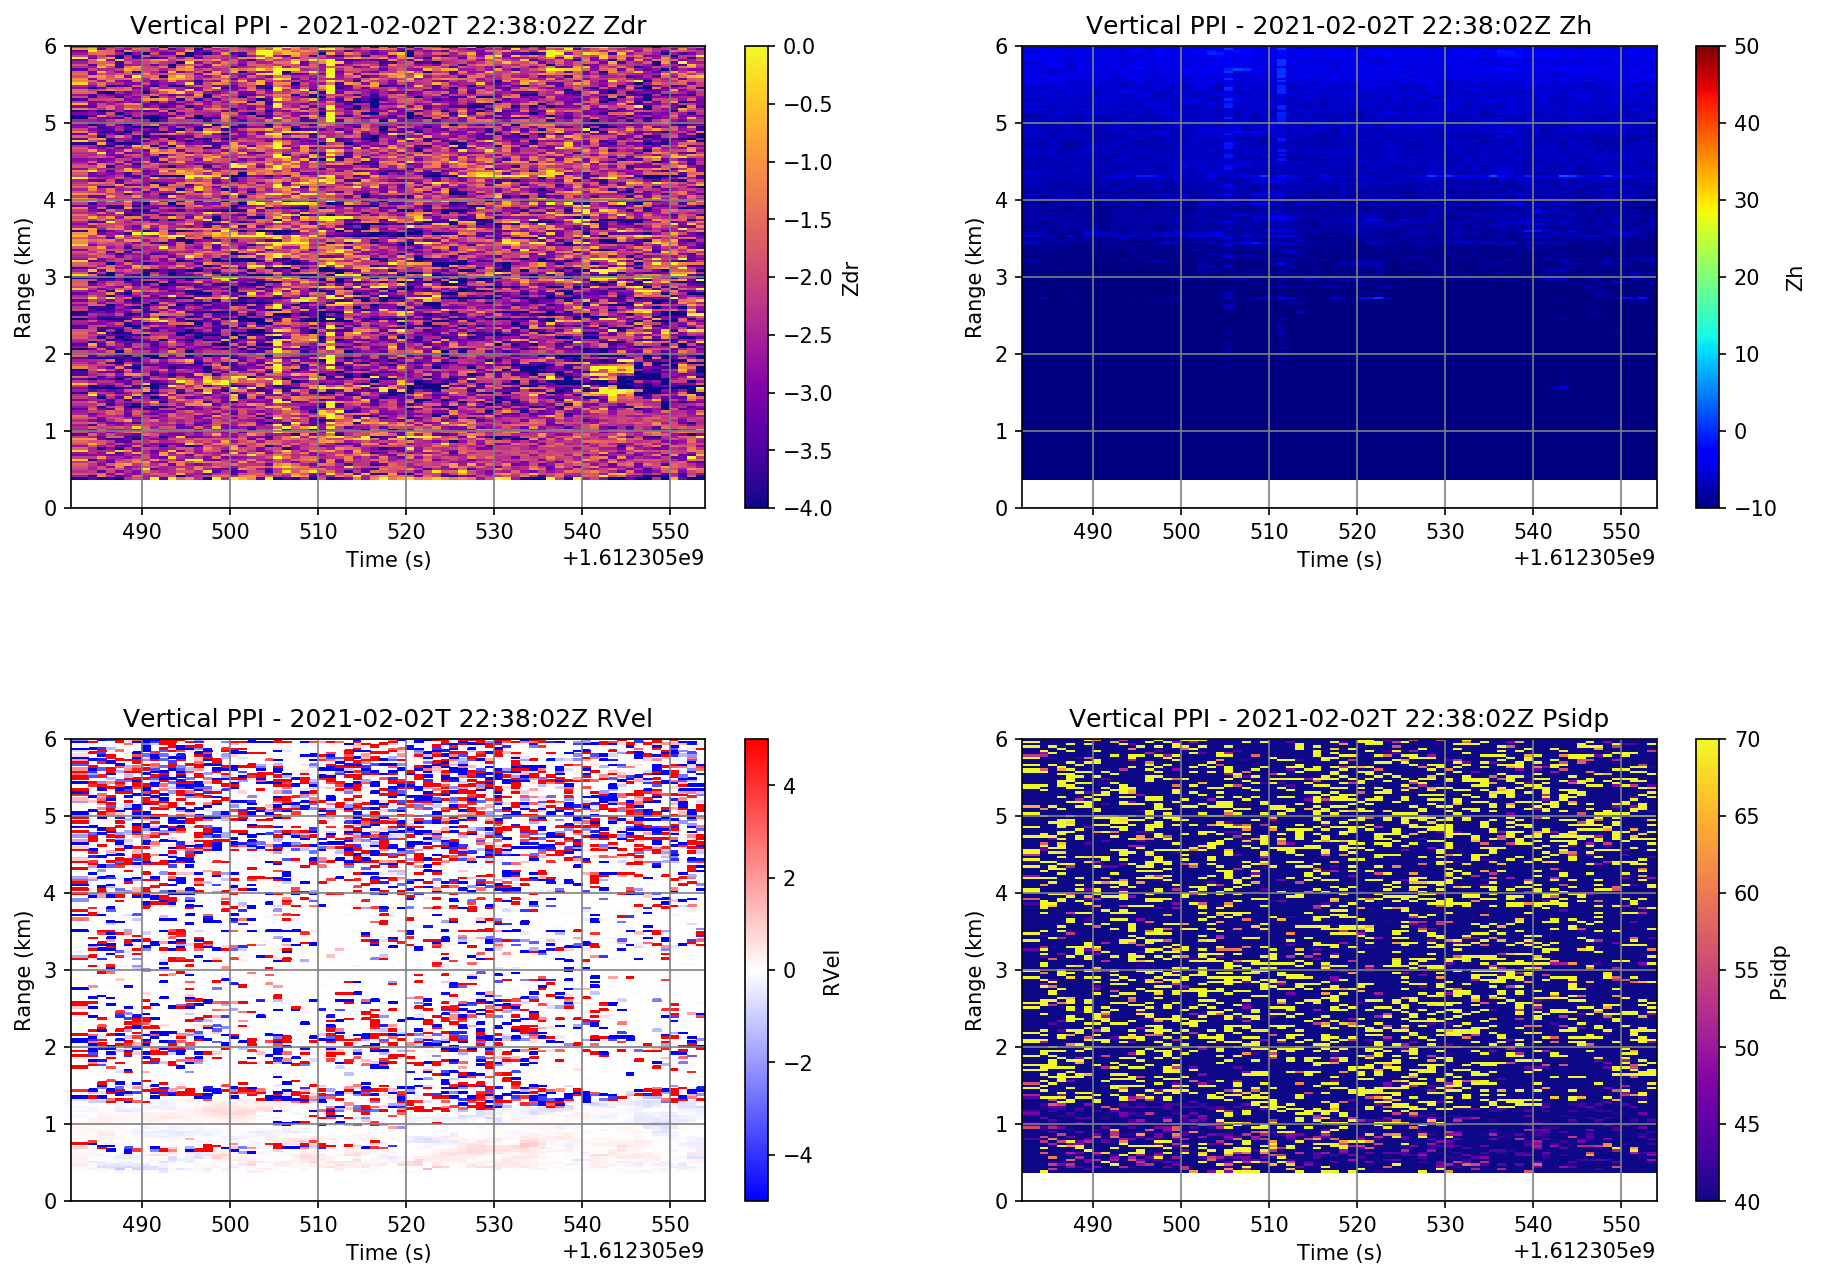 Vertical PPI - 2021-02-02T 22:38:02Z Zdr
6
5
4
3
2
1
0
Range (km)
490 500 510 520 530 540 550
Time (s)
+1.612305e9
0.0
−0.5
−1.0
−1.5
−2.0
−2.5
−3.0
−3.5
−4.0
Zdr
Vertical PPI - 2021-02-02T 22:38:02Z Zh
6
5
4
3
2
1
0
Range (km)
490 500 510 520 530 540 550
Time (s)
+1.612305e9
50
40
30
20
10
0
−10
Zh
Vertical PPI - 2021-02-02T 22:38:02Z RVel
6
5
4
3
2
1
0
Range (km)
490 500 510 520 530 540 550
Time (s)
+1.612305e9
4
2
0
−2
−4
RVel
Vertical PPI - 2021-02-02T 22:38:02Z Psidp
6
5
4
3
2
1
0
Range (km)
490 500 510 520 530 540 550
Time (s)
+1.612305e9
70
65
60
55
50
45
40
Psidp